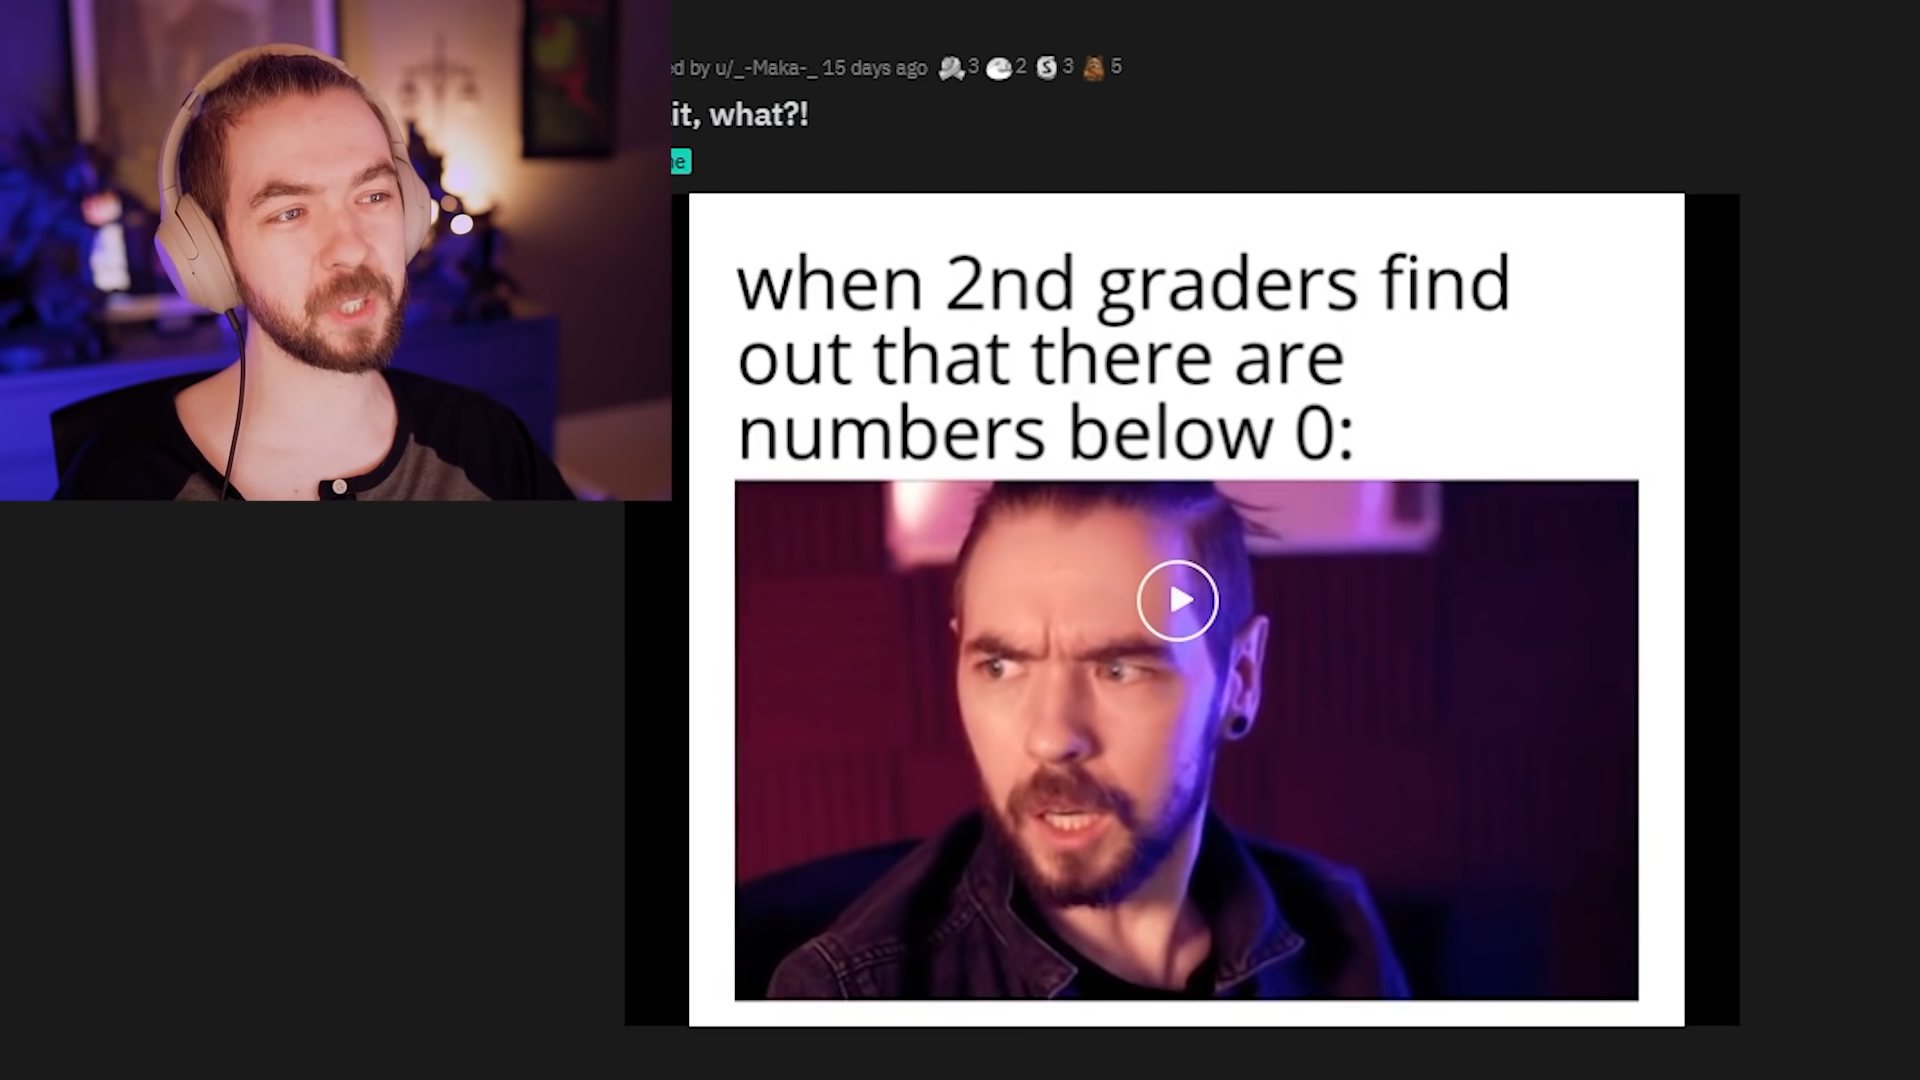 ed by u/_-Maka-_ 15 days ago 3 2 3 5
it, what?!
when 2nd graders find
out that there are
numbers below 0: